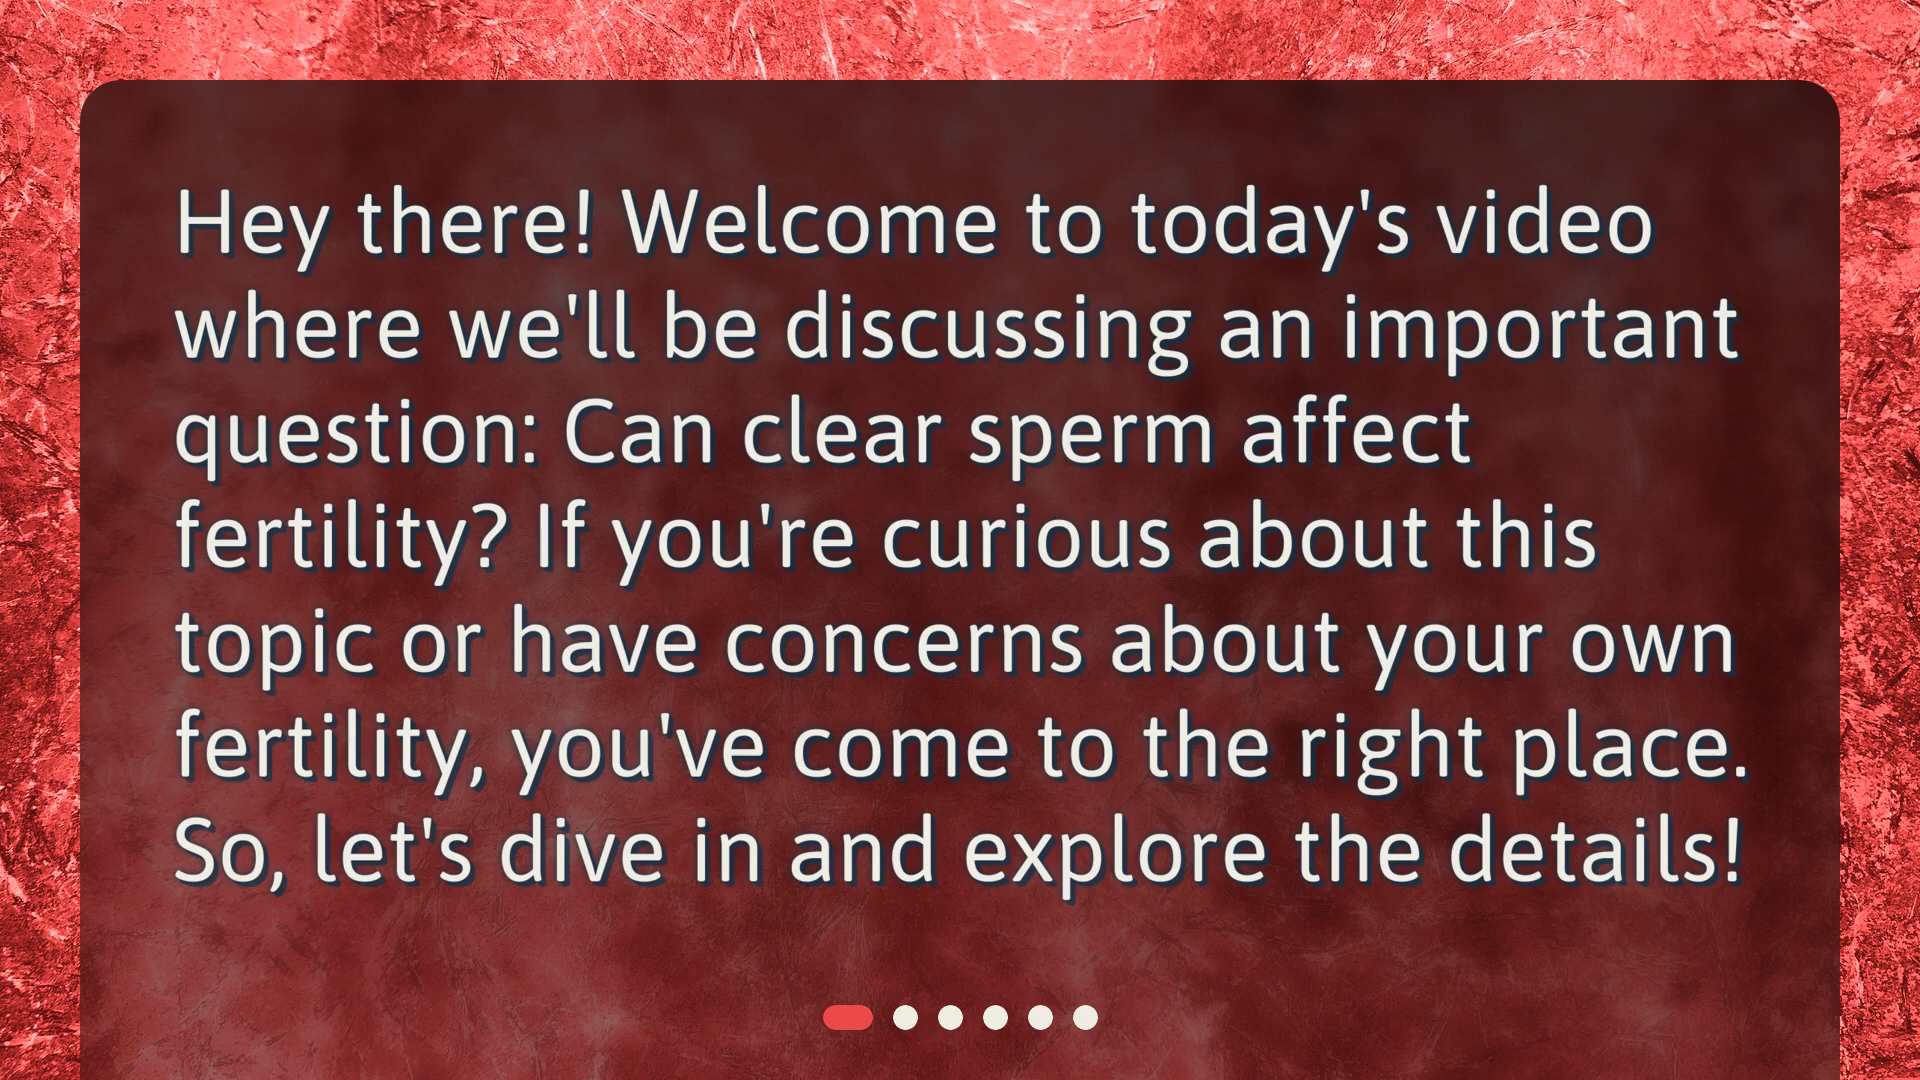 Hey there! Welcome to today's video
where we'll be discussing an important
question: Can clear sperm affect
fertility? If you're curious about this
topic or have concerns about your own
fertility, you've come to the right place.
So, let's dive in and explore the details!